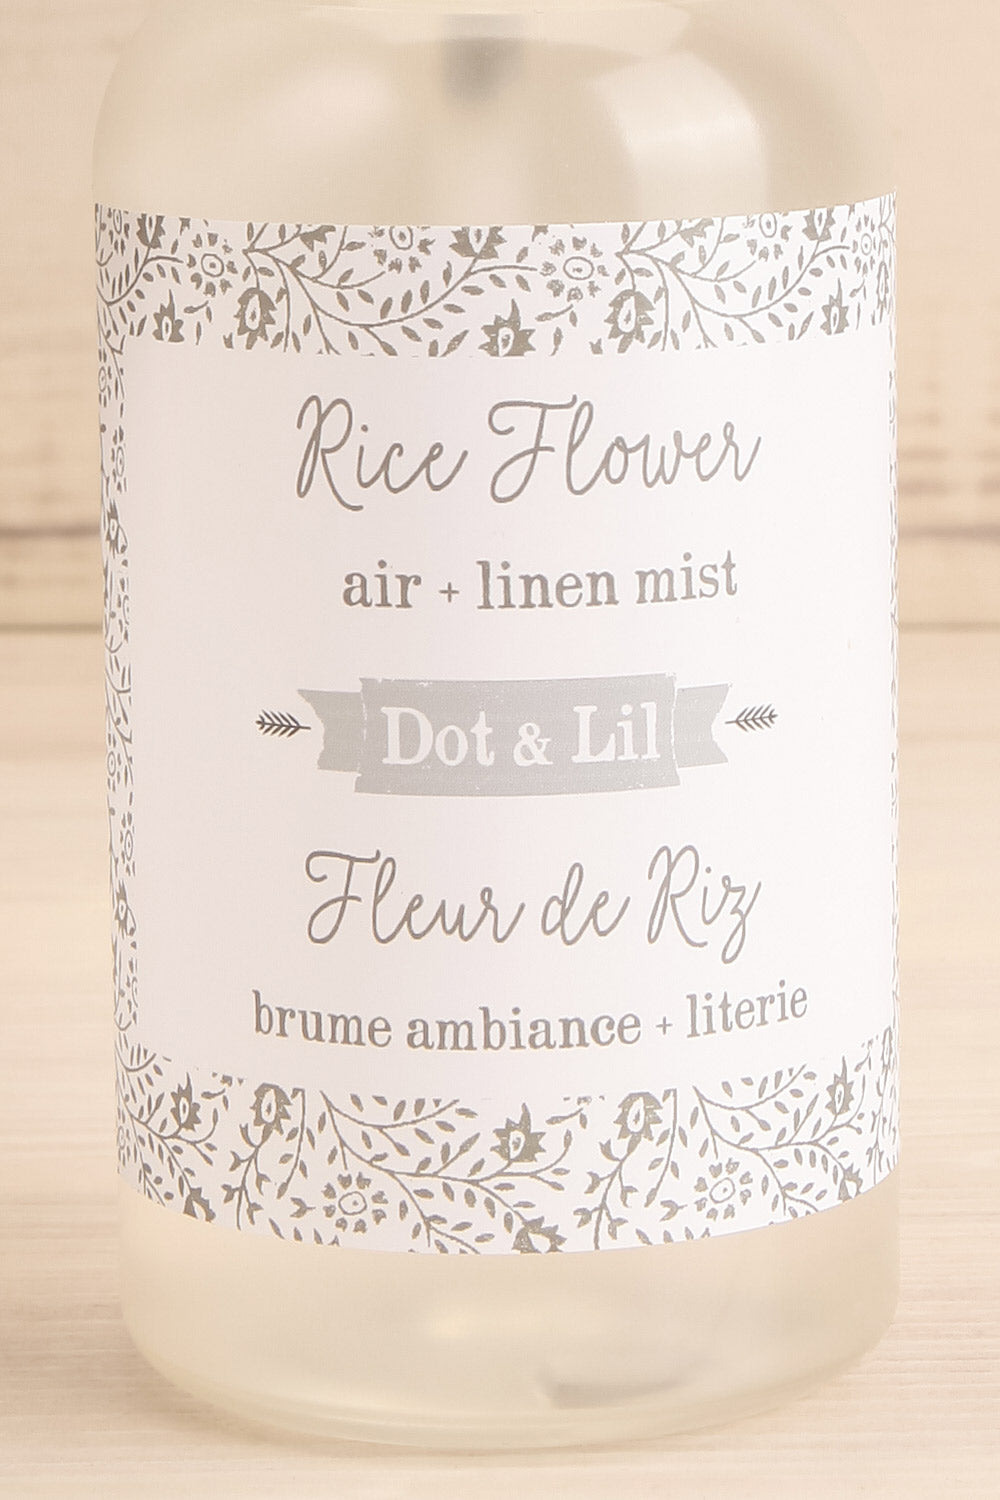 Rice Flower
air + linen mist
Dot & Lil
Fleur de Riz
brume ambiance + literie